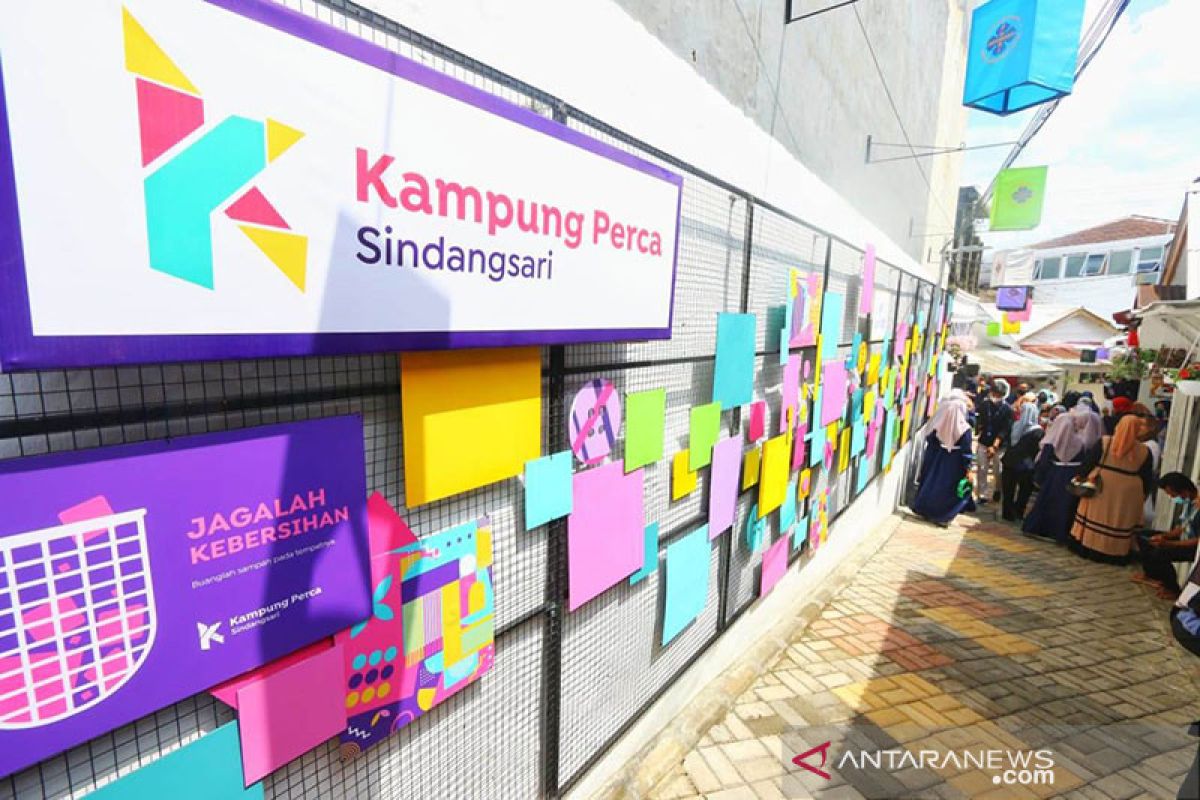 Kampung Perca
Sindangsari
JAGALAH
KEBERSIHAN
Buanglah sampah pada tempatnya
Kampung Perca
Sindangsari
ANTARANEWS
.com